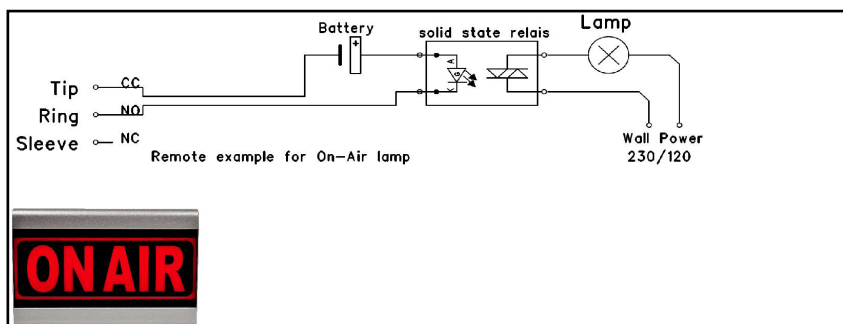 Battery
solid state relais
Lamp
+
A
G
K
Tip CC
Ring NO
Sleeve NC
Remote example for On-Air lamp
Wall Power
230/120
ON AIR